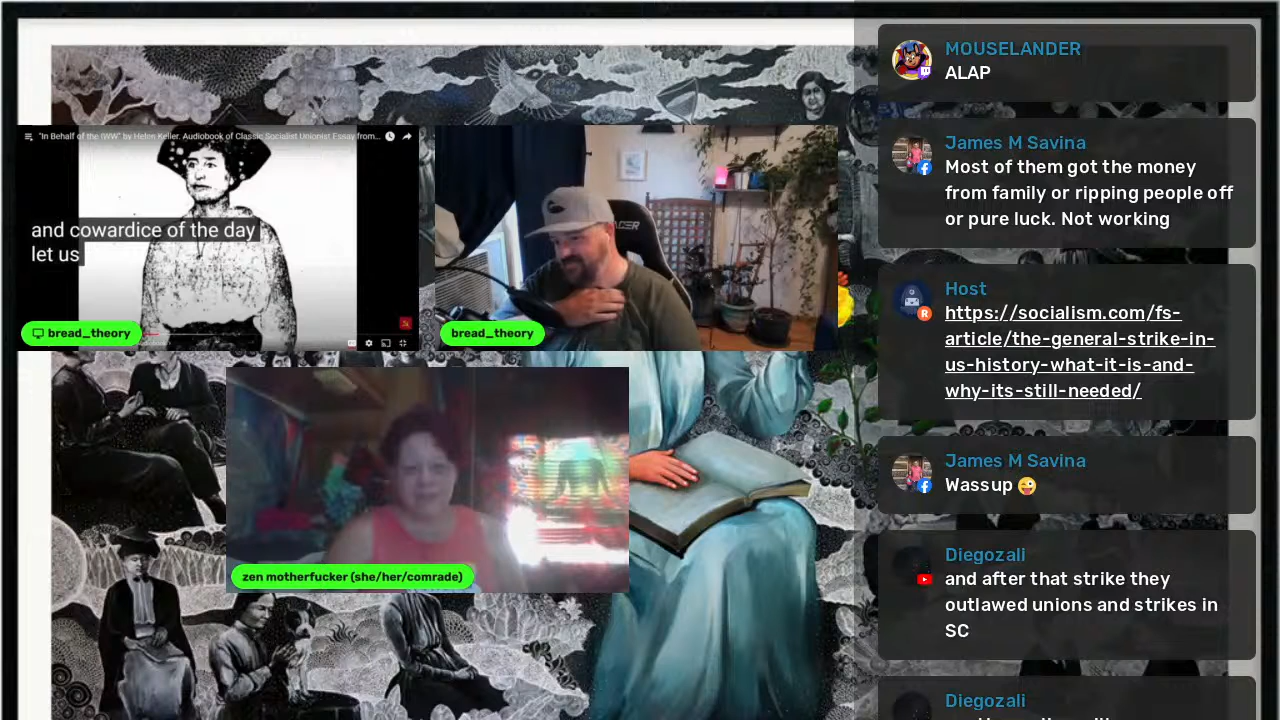 "In Behalf of the IWW" by Helen Keller. Audiobook of Classic Socialist Unionist Essay from...
and cowardice of the day
let us
bread_theory
bread_theory
zen motherfucker (she/her/comrade)
MOUSELANDER
ALAP
James M Savina
Most of them got the money
from family or ripping people off
or pure luck. Not working
Host
https://socialism.com/fs-
article/the-general-strike-in-
us-history-what-it-is-and-
why-its-still-needed/
James M Savina
Wassup 😜
Diegozali
and after that strike they
outlawed unions and strikes in
SC
Diegozali